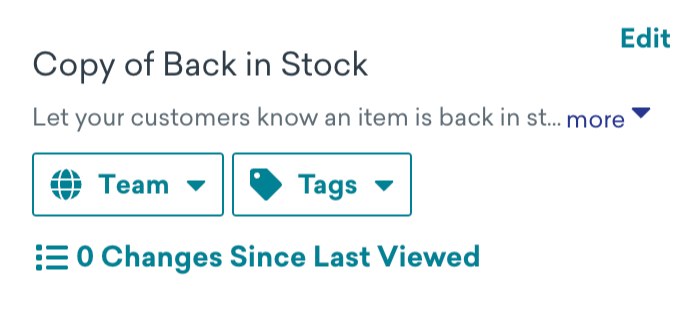 Edit
Copy of Back in Stock
Let your customers know an item is back in st... more
Team Tags
0 Changes Since Last Viewed